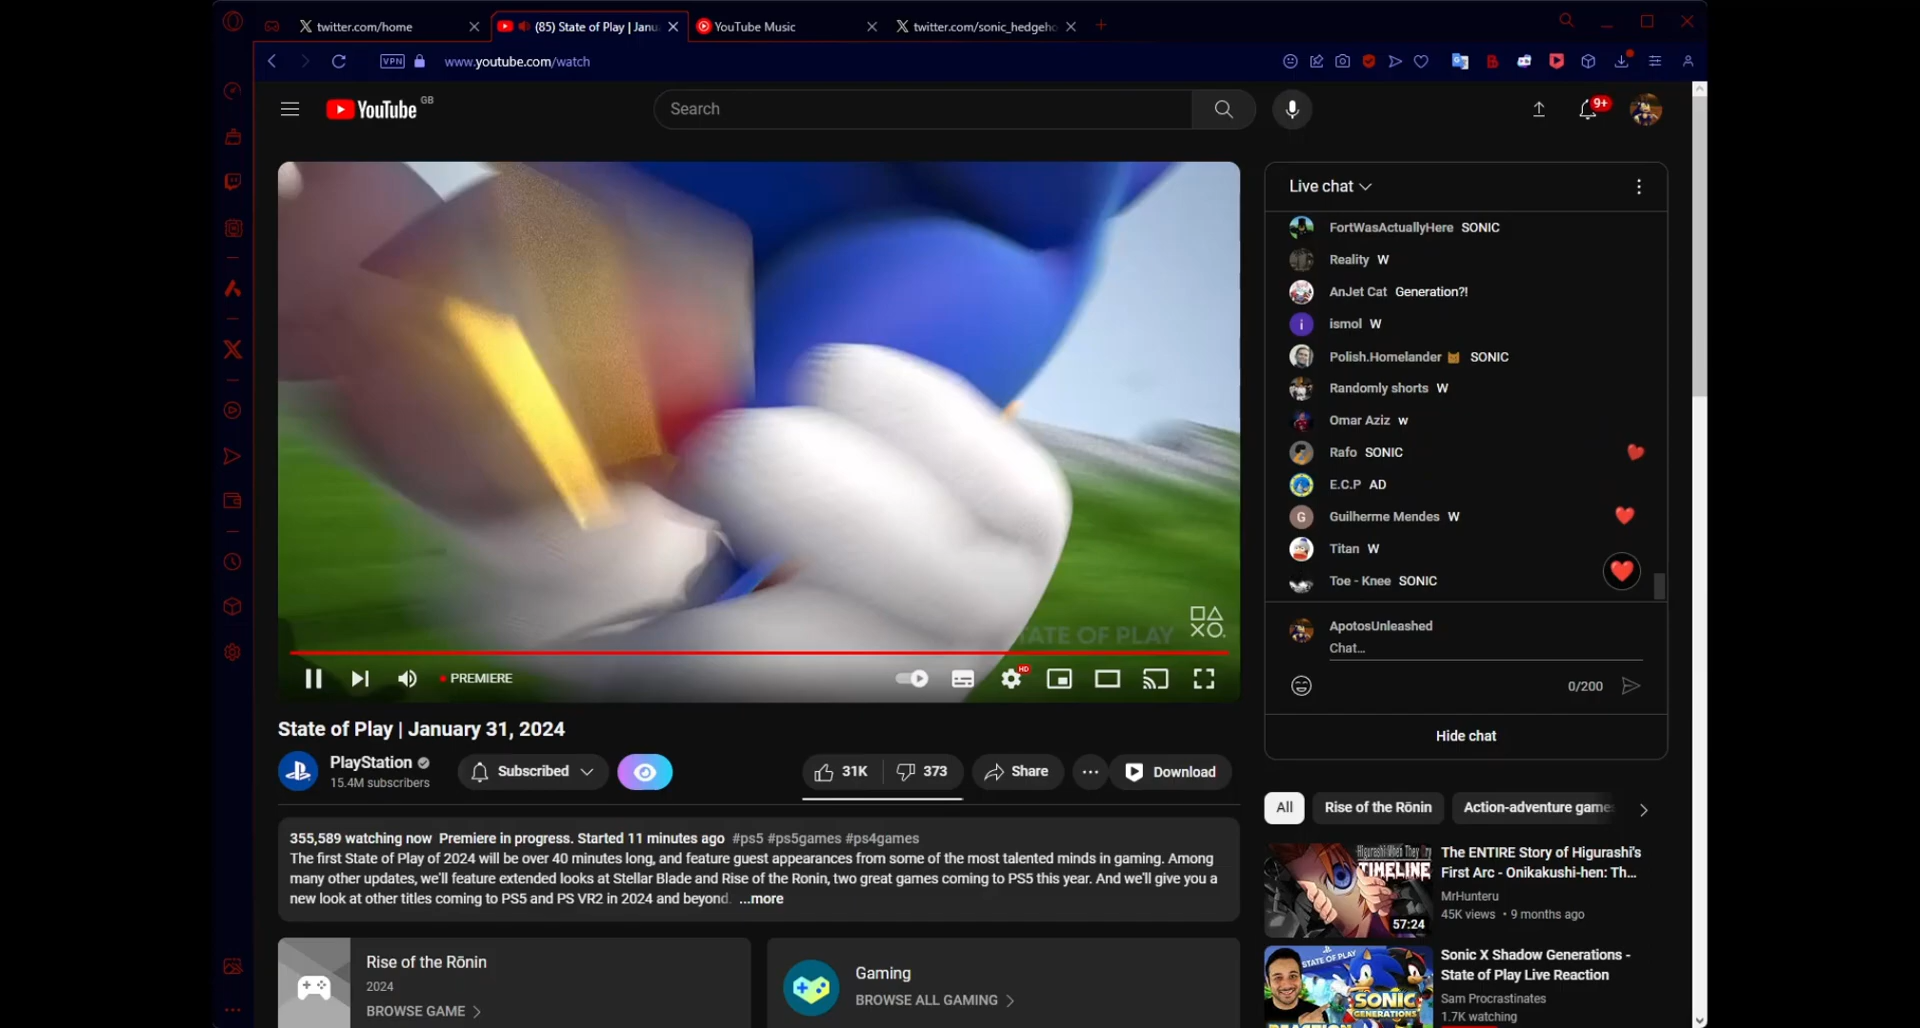 twitter.com/home
(85) State of Play | Janu
YouTube Music
twitter.com/sonic_hedgeho
VPN
www.youtube.com/watch
YouTube GB
Search
9+
Live chat
FortWasActuallyHere SONIC
Reality W
AnJet Cat Generation?!
i ismol W
Polish.Homelander SONIC
Randomly shorts W
Omar Aziz w
Rafo SONIC
E.C.P AD
G Guilherme Mendes W
Titan W
Toe - Knee SONIC
ApotosUnleashed
Chat...
0/200
Hide chat
STATE OF PLAY
PREMIERE
HD
State of Play | January 31, 2024
PlayStation
15.4M subscribers
Subscribed
31K
373
Share
Download
355,589 watching now Premiere in progress. Started 11 minutes ago #ps5 #ps5games #ps4games
The first State of Play of 2024 will be over 40 minutes long, and feature guest appearances from some of the most talented minds in gaming. Among
many other updates, we'll feature extended looks at Stellar Blade and Rise of the Ronin, two great games coming to PS5 this year. And we'll give you a
new look at other titles coming to PS5 and PS VR2 in 2024 and beyond. ...more
Rise of the Rōnin
2024
BROWSE GAME
Gaming
BROWSE ALL GAMING
All
Rise of the Rōnin
Action-adventure games
Higurashi When They Cry
TIMELINE
57:24
The ENTIRE Story of Higurashi's
First Arc - Onikakushi-hen: Th...
MrHunteru
45K views • 9 months ago
STATE OF PLAY
SONIC
GENERATIONS
REACTION
Sonic X Shadow Generations -
State of Play Live Reaction
Sam Procrastinates
1.7K watching